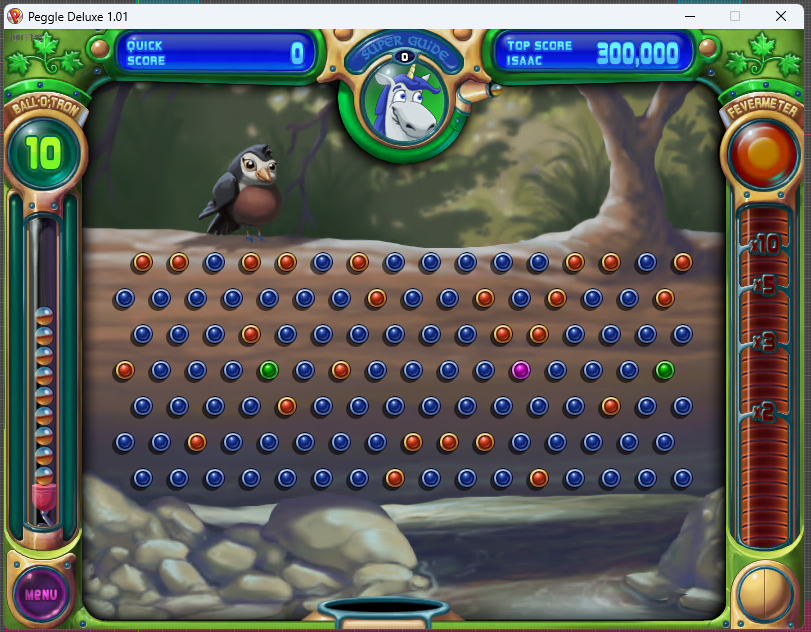 Peggle Deluxe 1.01
QUICK
SCORE
0
SUPER GUIDE
0
TOP SCORE
ISAAC
300,000
BALL-O-TRON
10
FEVERMETER
x10
x5
x3
x2
MENU